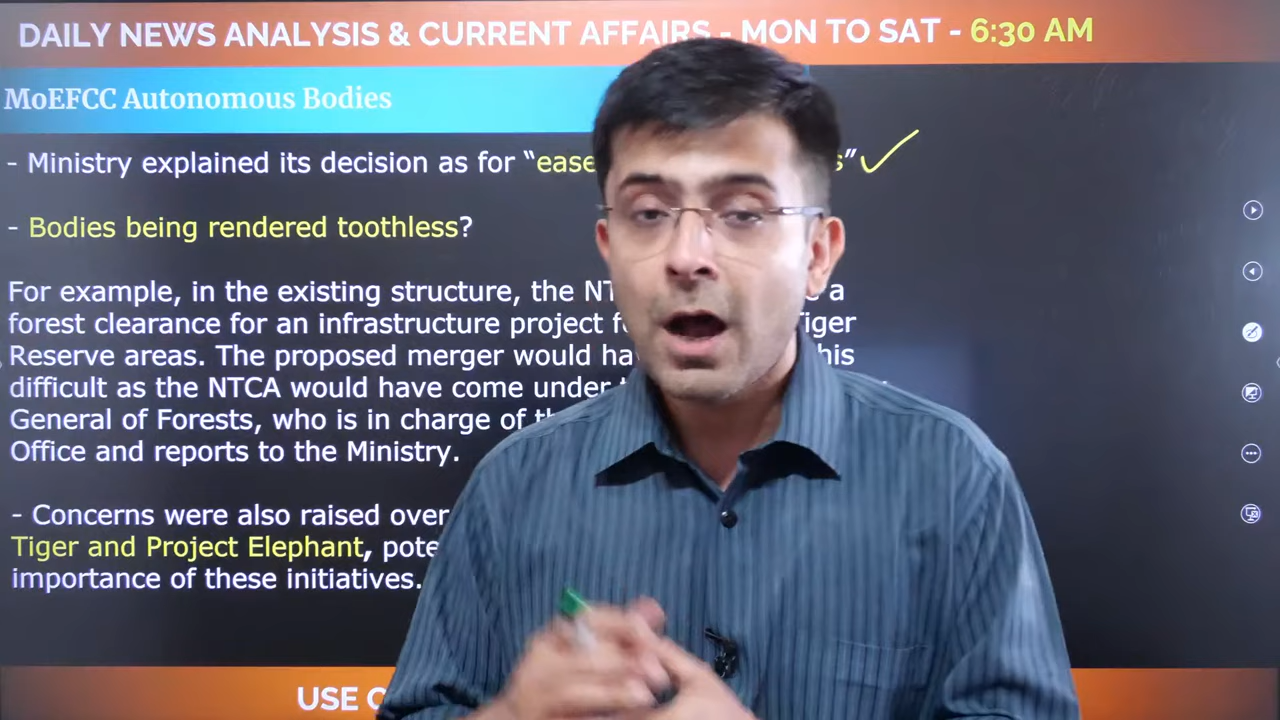 DAILY NEWS ANALYSIS & CURRENT AFFAIRS - MON TO SAT - 6:30 AM
MoEFCC Autonomous Bodies
- Ministry explained its decision as for “ease ”
- Bodies being rendered toothless?
For example, in the existing structure, the a
forest clearance for an infrastructure project
Reserve areas. The proposed merger would
difficult as the NTCA would have come under
General of Forests, who is in charge of
Office and reports to the Ministry.
- Concerns were also raised over
Tiger and Project Elephant,
importance of these initiatives.
USE